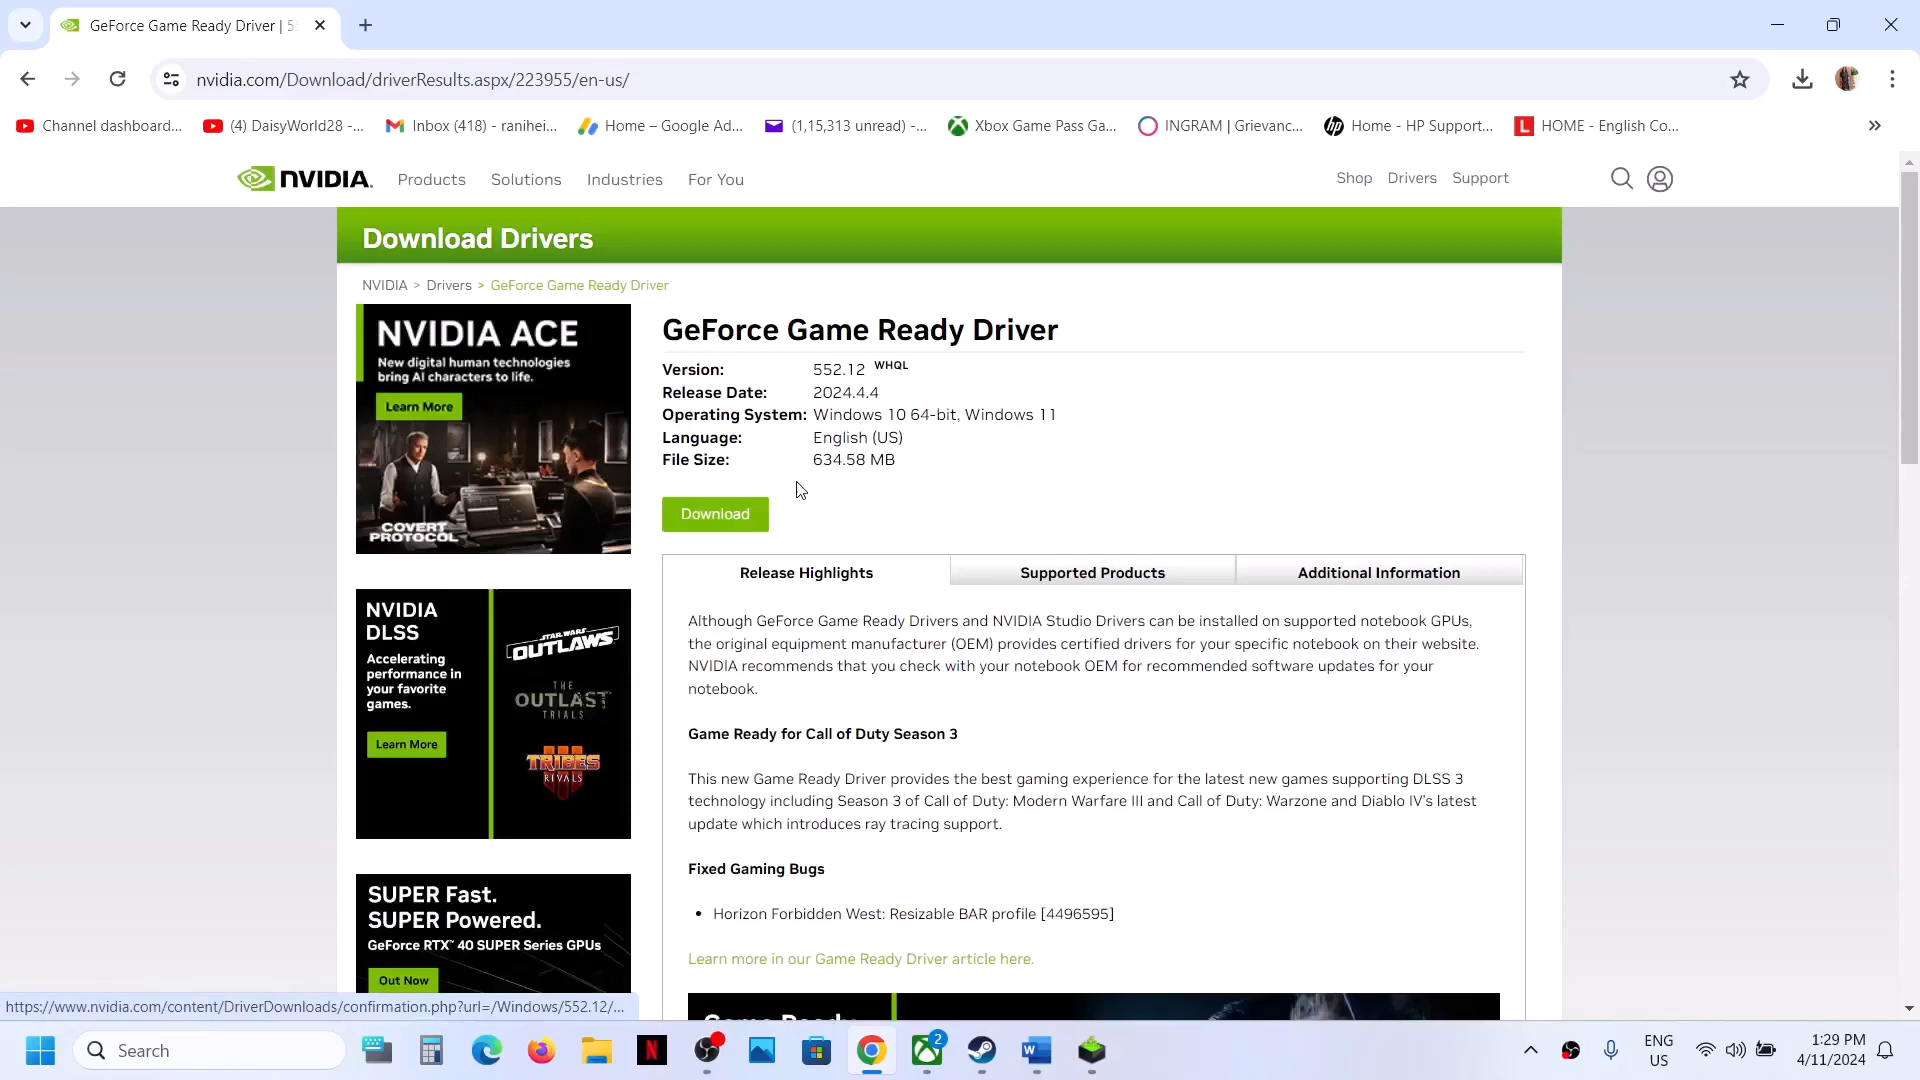 GeForce Game Ready Driver | 55
nvidia.com/Download/driverResults.aspx/223955/en-us/
Channel dashboard...
(4) DaisyWorld28 -...
Inbox (418) - ranihei...
Home – Google Ad...
(1,15,313 unread) -...
Xbox Game Pass Ga...
INGRAM | Grievanc...
Home - HP Support...
HOME - English Co...
NVIDIA.
Products
Solutions
Industries
For You
Shop
Drivers
Support
Download Drivers
NVIDIA > Drivers > GeForce Game Ready Driver
NVIDIA ACE
New digital human technologies
bring AI characters to life.
Learn More
COVERT
PROTOCOL
GeForce Game Ready Driver
Version: 552.12 WHQL
Release Date: 2024.4.4
Operating System: Windows 10 64-bit, Windows 11
Language: English (US)
File Size: 634.58 MB
Download
NVIDIA
DLSS
Accelerating
performance in
your favorite
games.
Learn More
STAR WARS
OUTLAWS
THE
OUTLAST
TRIALS
TRIBES
RIVALS
SUPER Fast.
SUPER Powered.
GeForce RTX™ 40 SUPER Series GPUs
Out Now
Release Highlights
Supported Products
Additional Information
Although GeForce Game Ready Drivers and NVIDIA Studio Drivers can be installed on supported notebook GPUs,
the original equipment manufacturer (OEM) provides certified drivers for your specific notebook on their website.
NVIDIA recommends that you check with your notebook OEM for recommended software updates for your
notebook.
Game Ready for Call of Duty Season 3
This new Game Ready Driver provides the best gaming experience for the latest new games supporting DLSS 3
technology including Season 3 of Call of Duty: Modern Warfare III and Call of Duty: Warzone and Diablo IV's latest
update which introduces ray tracing support.
Fixed Gaming Bugs
• Horizon Forbidden West: Resizable BAR profile [4496595]
Learn more in our Game Ready Driver article here.
Game Ready
https://www.nvidia.com/content/DriverDownloads/confirmation.php?url=/Windows/552.12/...
Search
2
ENG
US
1:29 PM
4/11/2024